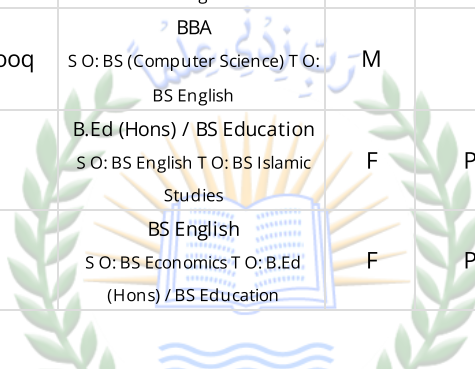 BBA
ooq S O: BS (Computer Science) T O: M
BS English
B.Ed (Hons) / BS Education
S O: BS English T O: BS Islamic F P
Studies
BS English
S O: BS Economics T O: B.Ed F P
(Hons) / BS Education
رَبِّ زِدْنِي عِلْمًا